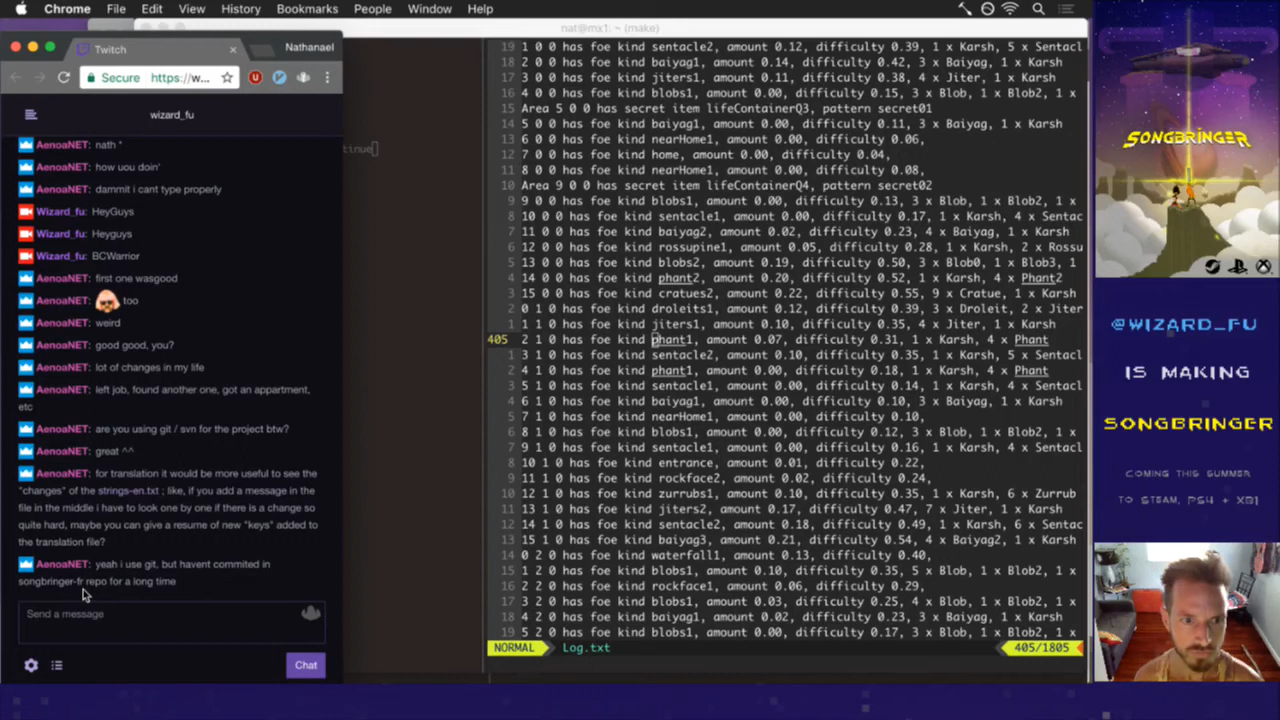 Chrome File Edit View History Bookmarks People Window Help
nat@mx1: ~ (make)
Twitch
Nathanael
Secure https://w...
wizard_fu
AenoaNET: nath *
AenoaNET: how uou doin'
AenoaNET: dammit i cant type properly
Wizard_fu: HeyGuys
Wizard_fu: Heyguys
Wizard_fu: BCWarrior
AenoaNET: first one wasgood
AenoaNET: too
AenoaNET: weird
AenoaNET: good good, you?
AenoaNET: lot of changes in my life
AenoaNET: left job, found another one, got an appartment,
etc
AenoaNET: are you using git / svn for the project btw?
AenoaNET: great ^^
AenoaNET: for translation it would be more useful to see the
"changes" of the strings-en.txt ; like, if you add a message in the
file in the middle i have to look one by one if there is a change so
quite hard, maybe you can give a resume of new "keys" added to
the translation file?
AenoaNET: yeah i use git, but havent commited in
songbringer-fr repo for a long time
Send a message
Chat
tinue
19 1 0 0 has foe kind sentacle2, amount 0.12, difficulty 0.39, 1 x Karsh, 5 x Sentacl
18 2 0 0 has foe kind baiyag1, amount 0.14, difficulty 0.42, 3 x Baiyag, 1 x Karsh
17 3 0 0 has foe kind jiters1, amount 0.11, difficulty 0.38, 4 x Jiter, 1 x Karsh
16 4 0 0 has foe kind blobs1, amount 0.00, difficulty 0.15, 3 x Blob, 1 x Blob2, 1 x
15 Area 5 0 0 has secret item lifeContainerQ3, pattern secret01
14 5 0 0 has foe kind baiyag1, amount 0.00, difficulty 0.11, 3 x Baiyag, 1 x Karsh
13 6 0 0 has foe kind nearHome1, amount 0.00, difficulty 0.06,
12 7 0 0 has foe kind home, amount 0.00, difficulty 0.04,
11 8 0 0 has foe kind nearHome1, amount 0.00, difficulty 0.08,
10 Area 9 0 0 has secret item lifeContainerQ4, pattern secret02
9 9 0 0 has foe kind blobs1, amount 0.00, difficulty 0.13, 3 x Blob, 1 x Blob2, 1 x
8 10 0 0 has foe kind sentacle1, amount 0.00, difficulty 0.17, 1 x Karsh, 4 x Sentac
7 11 0 0 has foe kind baiyag2, amount 0.02, difficulty 0.23, 4 x Baiyag, 1 x Karsh
6 12 0 0 has foe kind rossupine1, amount 0.05, difficulty 0.28, 1 x Karsh, 2 x Rossu
5 13 0 0 has foe kind blobs2, amount 0.19, difficulty 0.50, 3 x Blob0, 1 x Blob3, 1 x
4 14 0 0 has foe kind phant2, amount 0.20, difficulty 0.52, 1 x Karsh, 4 x Phant2
3 15 0 0 has foe kind cratues2, amount 0.22, difficulty 0.55, 9 x Cratue, 1 x Karsh
2 0 1 0 has foe kind droleits1, amount 0.12, difficulty 0.39, 3 x Droleit, 2 x Jiter
1 1 1 0 has foe kind jiters1, amount 0.10, difficulty 0.35, 4 x Jiter, 1 x Karsh
405 2 1 0 has foe kind phant1, amount 0.07, difficulty 0.31, 1 x Karsh, 4 x Phant
1 3 1 0 has foe kind sentacle2, amount 0.10, difficulty 0.35, 1 x Karsh, 5 x Sentacl
2 4 1 0 has foe kind phant1, amount 0.00, difficulty 0.18, 1 x Karsh, 4 x Phant
3 5 1 0 has foe kind sentacle1, amount 0.00, difficulty 0.14, 1 x Karsh, 4 x Sentacl
4 6 1 0 has foe kind baiyag1, amount 0.00, difficulty 0.10, 3 x Baiyag, 1 x Karsh
5 7 1 0 has foe kind nearHome1, amount 0.00, difficulty 0.10,
6 8 1 0 has foe kind blobs1, amount 0.00, difficulty 0.12, 3 x Blob, 1 x Blob2, 1 x
7 9 1 0 has foe kind sentacle1, amount 0.00, difficulty 0.16, 1 x Karsh, 4 x Sentacl
8 10 1 0 has foe kind entrance, amount 0.01, difficulty 0.22,
9 11 1 0 has foe kind rockface2, amount 0.02, difficulty 0.24,
10 12 1 0 has foe kind zurrubs1, amount 0.10, difficulty 0.35, 1 x Karsh, 6 x Zurrub
11 13 1 0 has foe kind jiters2, amount 0.17, difficulty 0.47, 7 x Jiter, 1 x Karsh
12 14 1 0 has foe kind sentacle2, amount 0.18, difficulty 0.49, 1 x Karsh, 6 x Sentac
13 15 1 0 has foe kind baiyag3, amount 0.21, difficulty 0.54, 5 x Baiyag, 1 x Karsh
14 0 2 0 has foe kind waterfall1, amount 0.13, difficulty 0.40,
15 1 2 0 has foe kind blobs1, amount 0.10, difficulty 0.35, 5 x Blob, 1 x Blob2, 1 x
16 2 2 0 has foe kind rockface1, amount 0.06, difficulty 0.29,
17 3 2 0 has foe kind blobs1, amount 0.03, difficulty 0.25, 4 x Blob, 1 x Blob2, 1 x
18 4 2 0 has foe kind baiyag1, amount 0.02, difficulty 0.23, 4 x Baiyag, 1 x Karsh
19 5 2 0 has foe kind blobs1, amount 0.00, difficulty 0.17, 3 x Blob, 1 x Blob2, 1 x
NORMAL Log.txt 405/1805
SONGBRINGER
@WIZARD_FU
IS MAKING
SONGBRINGER
COMING THIS SUMMER
TO STEAM, PS4 + XB1